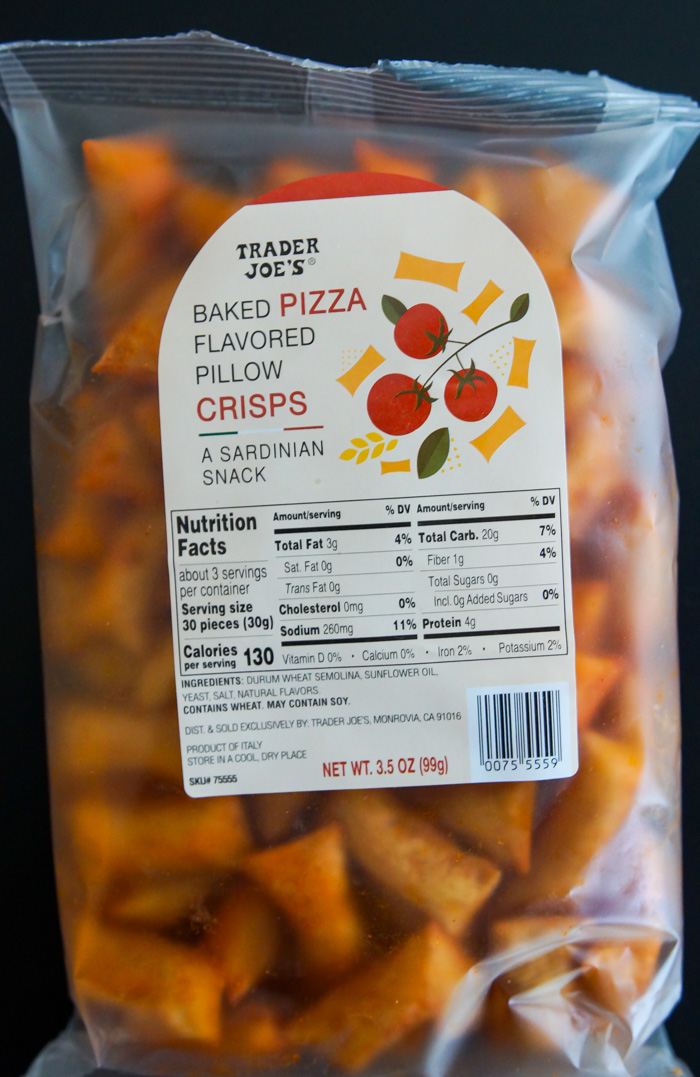 TRADER
JOE'S®
BAKED PIZZA
FLAVORED
PILLOW
CRISPS
A SARDINIAN
SNACK
Nutrition
Facts
about 3 servings
per container
Serving size
30 pieces (30g)
Calories
per serving 130
Amount/serving % DV
Total Fat 3g 4%
Sat. Fat 0g 0%
Trans Fat 0g
Cholesterol 0mg 0%
Sodium 260mg 11%
Amount/serving % DV
Total Carb. 20g 7%
Fiber 1g 4%
Total Sugars 0g
Incl. 0g Added Sugars 0%
Protein 4g
Vitamin D 0% • Calcium 0% • Iron 2% • Potassium 2%
INGREDIENTS: DURUM WHEAT SEMOLINA, SUNFLOWER OIL,
YEAST, SALT, NATURAL FLAVORS.
CONTAINS WHEAT. MAY CONTAIN SOY.
DIST. & SOLD EXCLUSIVELY BY: TRADER JOE'S, MONROVIA, CA 91016
PRODUCT OF ITALY
STORE IN A COOL, DRY PLACE
SKU# 75555
NET WT. 3.5 OZ (99g)
0075 5559